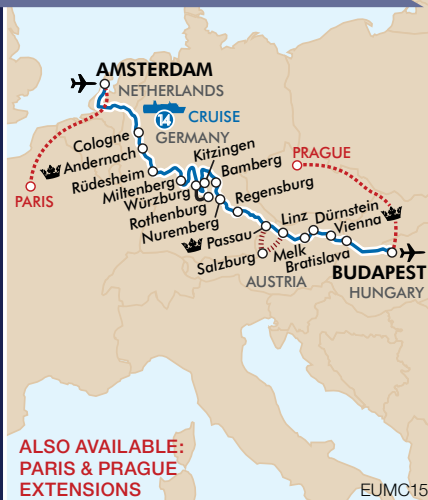 AMSTERDAM
NETHERLANDS
14 CRUISE
Cologne
GERMANY
Andernach
Kitzingen
Rüdesheim
Bamberg
PRAGUE
Miltenberg
Würzburg
Regensburg
PARIS
Rothenburg
Nuremberg
Linz
Dürnstein
Passau
Vienna
Salzburg
Melk
Bratislava
BUDAPEST
AUSTRIA
HUNGARY
ALSO AVAILABLE:
PARIS & PRAGUE
EXTENSIONS
EUMC15